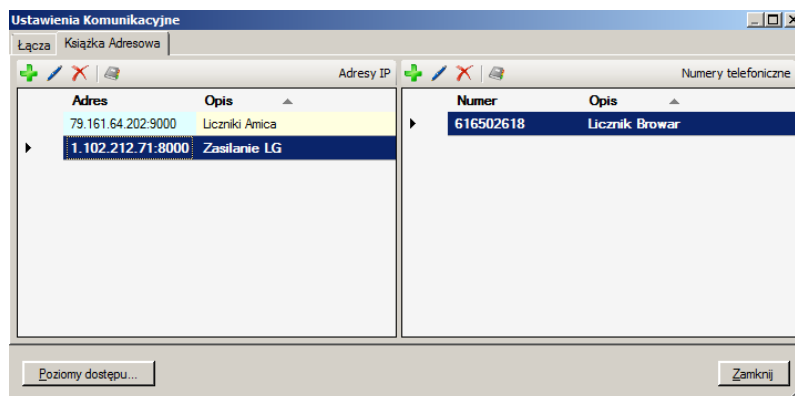 Ustawienia Komunikacyjne
Łącza Książka Adresowa
Adresy IP
Numery telefoniczne
Adres Opis
79.161.64.202:9000 Liczniki Amica
1.102.212.71:8000 Zasilanie LG
Numer Opis
616502618 Licznik Browar
Poziomy dostępu...
Zamknij